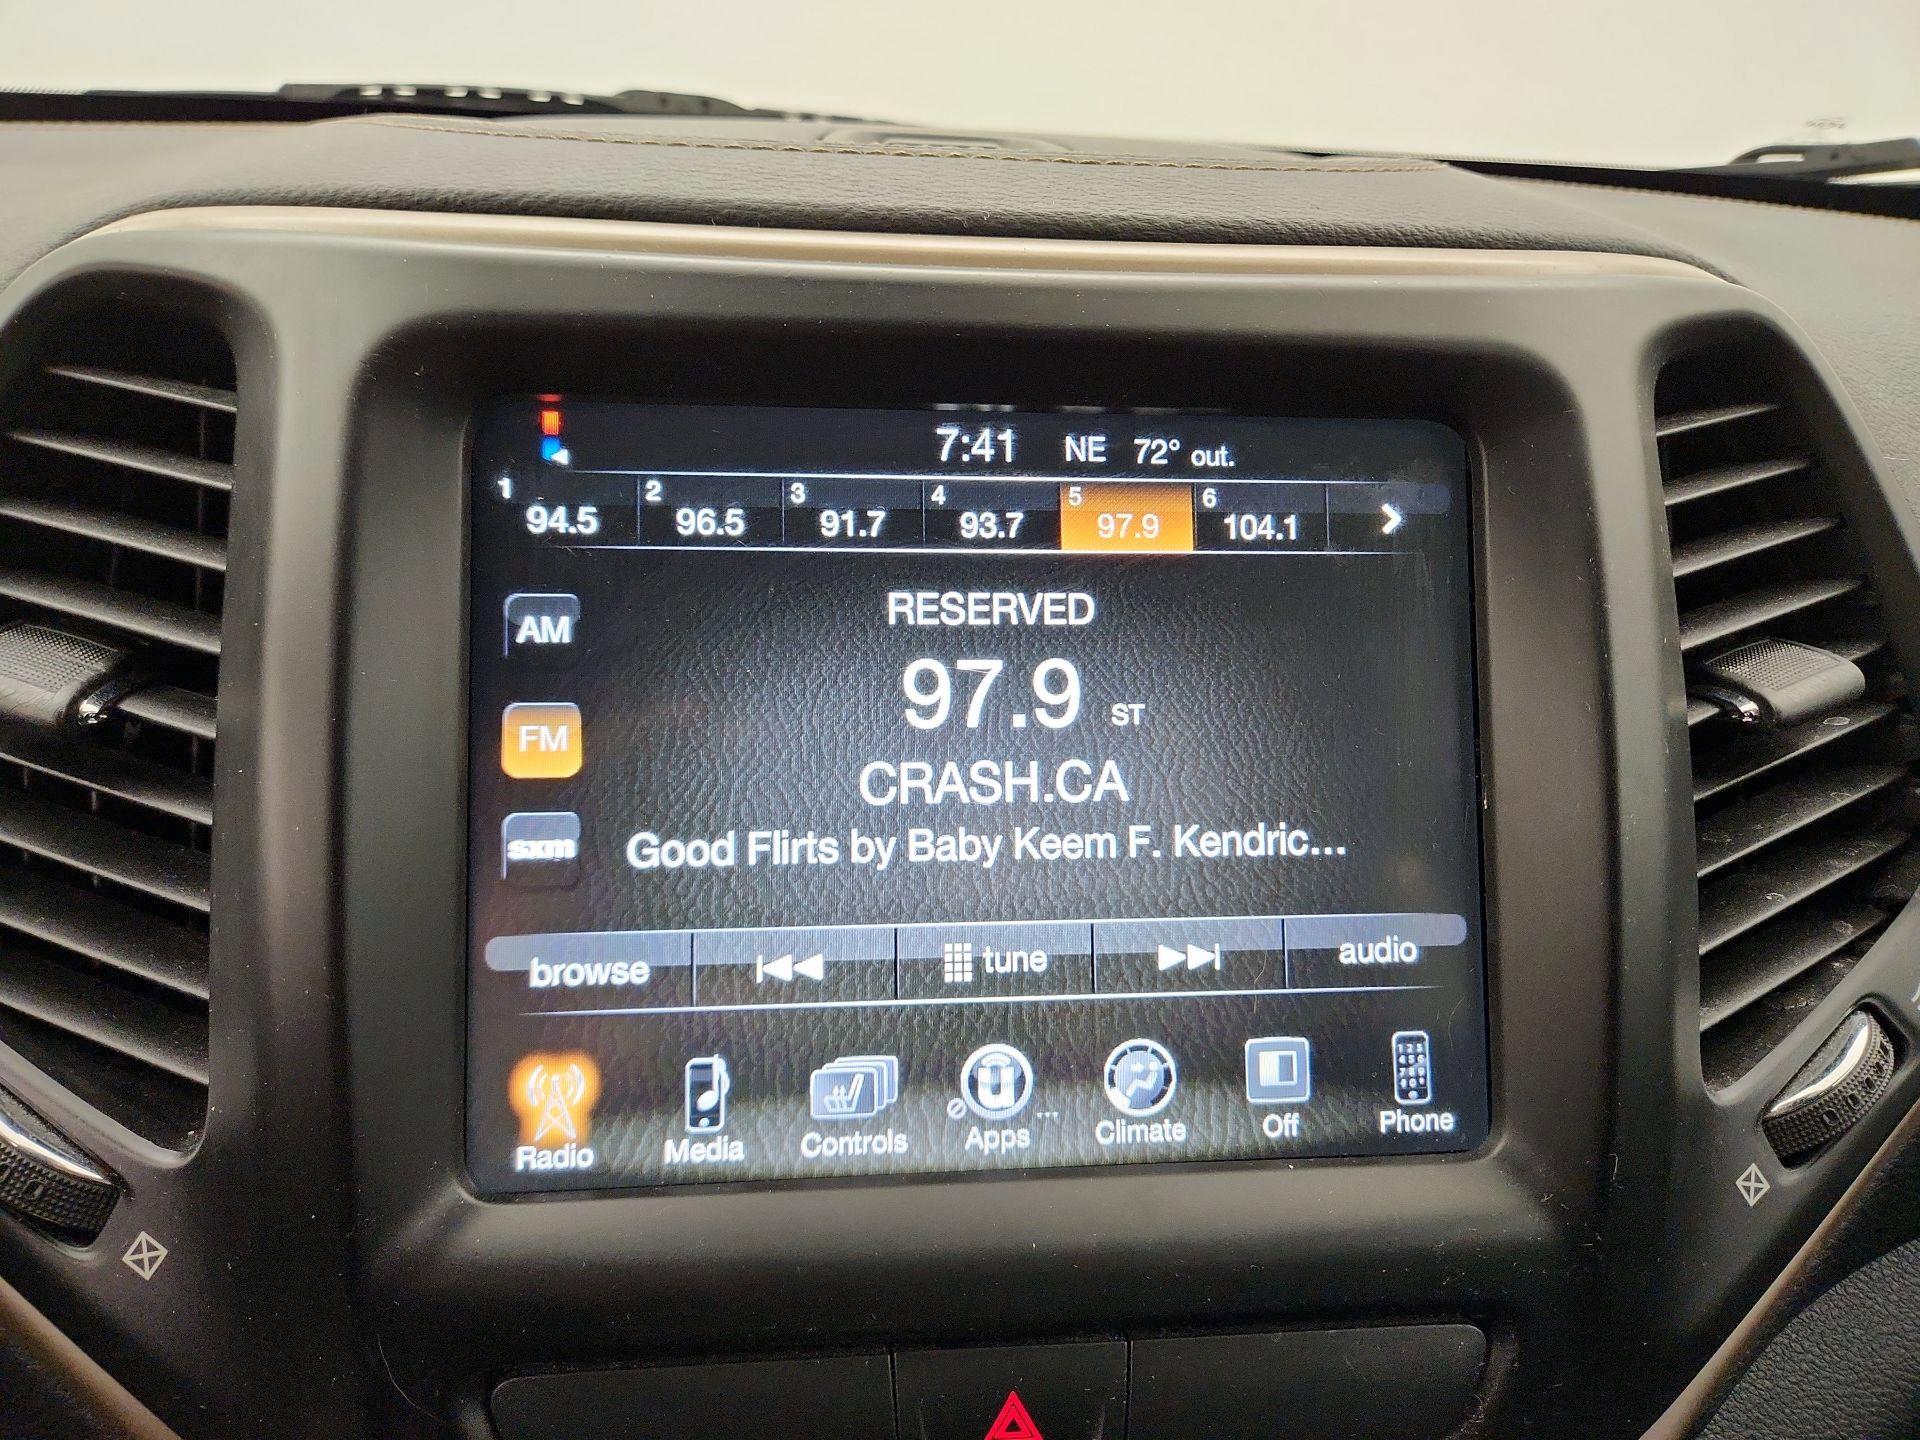 7:41 NE 72° out.
1 94.5 2 96.5 3 91.7 4 93.7 5 97.9 6 104.1
RESERVED
AM
97.9 ST
FM
CRASH.CA
sxm
Good Flirts by Baby Keem F. Kendric...
browse tune audio
Radio Media Controls Apps ... Climate Off Phone